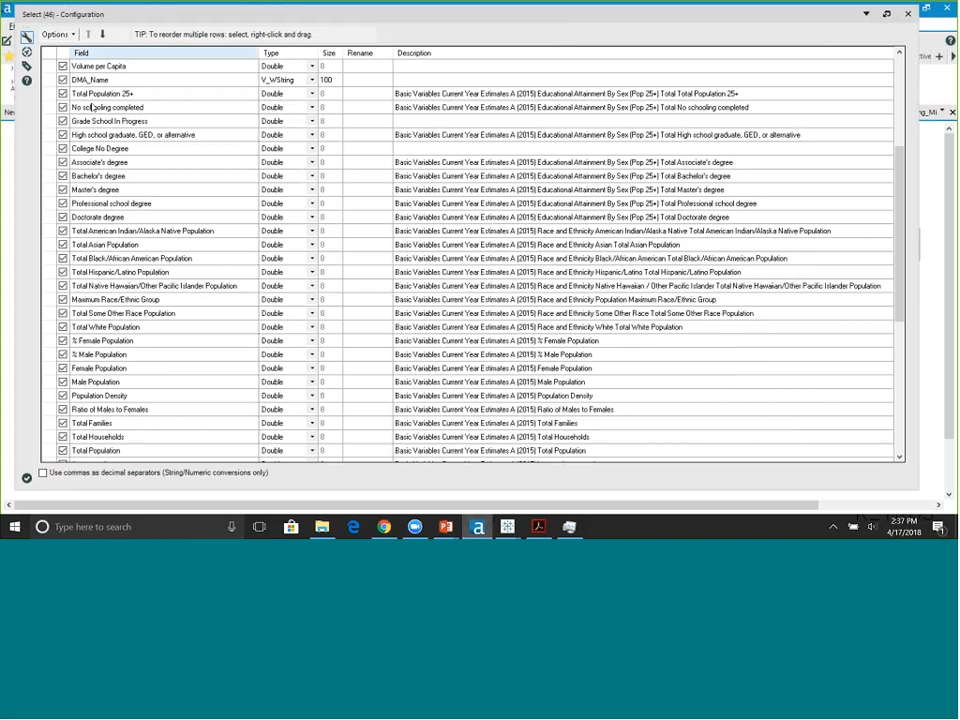 Select (46) - Configuration
Options TIP: To reorder multiple rows: select, right-click and drag.
Field Type Size Rename Description
Volume per Capita Double 8
DMA_Name V_WString 100
Total Population 25+ Double 8 Basic Variables Current Year Estimates A (2015) Educational Attainment By Sex (Pop 25+) Total Total Population 25+
No schooling completed Double 8 Basic Variables Current Year Estimates A (2015) Educational Attainment By Sex (Pop 25+) Total No schooling completed
Grade School In Progress Double 8
High school graduate, GED, or alternative Double 8 Basic Variables Current Year Estimates A (2015) Educational Attainment By Sex (Pop 25+) Total High school graduate, GED, or alternative
College No Degree Double 8
Associate's degree Double 8 Basic Variables Current Year Estimates A (2015) Educational Attainment By Sex (Pop 25+) Total Associate's degree
Bachelor's degree Double 8 Basic Variables Current Year Estimates A (2015) Educational Attainment By Sex (Pop 25+) Total Bachelor's degree
Master's degree Double 8 Basic Variables Current Year Estimates A (2015) Educational Attainment By Sex (Pop 25+) Total Master's degree
Professional school degree Double 8 Basic Variables Current Year Estimates A (2015) Educational Attainment By Sex (Pop 25+) Total Professional school degree
Doctorate degree Double 8 Basic Variables Current Year Estimates A (2015) Educational Attainment By Sex (Pop 25+) Total Doctorate degree
Total American Indian/Alaska Native Population Double 8 Basic Variables Current Year Estimates A (2015) Race and Ethnicity American Indian/Alaska Native Total American Indian/Alaska Native Population
Total Asian Population Double 8 Basic Variables Current Year Estimates A (2015) Race and Ethnicity Asian Total Asian Population
Total Black/African American Population Double 8 Basic Variables Current Year Estimates A (2015) Race and Ethnicity Black/African American Total Black/African American Population
Total Hispanic/Latino Population Double 8 Basic Variables Current Year Estimates A (2015) Race and Ethnicity Hispanic/Latino Total Hispanic/Latino Population
Total Native Hawaiian/Other Pacific Islander Population Double 8 Basic Variables Current Year Estimates A (2015) Race and Ethnicity Native Hawaiian / Other Pacific Islander Total Native Hawaiian/Other Pacific Islander Population
Maximum Race/Ethnic Group Double 8 Basic Variables Current Year Estimates A (2015) Race and Ethnicity Population Maximum Race/Ethnic Group
Total Some Other Race Population Double 8 Basic Variables Current Year Estimates A (2015) Race and Ethnicity Some Other Race Total Some Other Race Population
Total White Population Double 8 Basic Variables Current Year Estimates A (2015) Race and Ethnicity White Total White Population
% Female Population Double 8 Basic Variables Current Year Estimates A (2015) % Female Population
% Male Population Double 8 Basic Variables Current Year Estimates A (2015) % Male Population
Female Population Double 8 Basic Variables Current Year Estimates A (2015) Female Population
Male Population Double 8 Basic Variables Current Year Estimates A (2015) Male Population
Population Density Double 8 Basic Variables Current Year Estimates A (2015) Population Density
Ratio of Males to Females Double 8 Basic Variables Current Year Estimates A (2015) Ratio of Males to Females
Total Families Double 8 Basic Variables Current Year Estimates A (2015) Total Families
Total Households Double 8 Basic Variables Current Year Estimates A (2015) Total Households
Total Population Double 8 Basic Variables Current Year Estimates A (2015) Total Population
Use commas as decimal separators (String/Numeric conversions only)
Type here to search
2:37 PM
4/17/2018